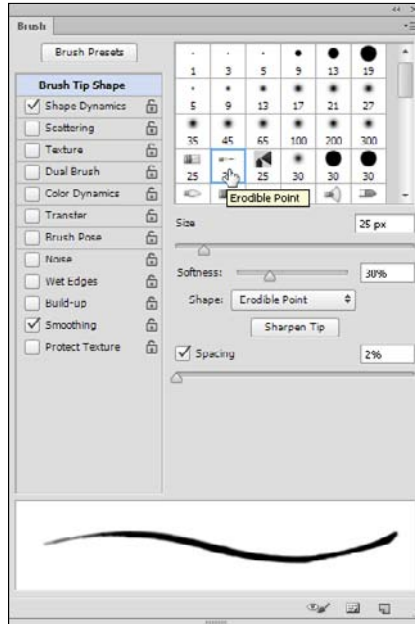 Brush
Brush Presets
1 3 5 9 13 19
Brush Tip Shape
5 9 13 17 21 27
Shape Dynamics
Scattering
35 45 65 100 200 300
Texture
Dual Brush
25 25 30 30 30
Color Dynamics
Erodible Point
Transfer
Size 25 px
Brush Pose
Noise
Softness: 30%
Wet Edges
Build-up
Shape: Erodible Point
Smoothing
Sharpen Tip
Protect Texture
Spacing 2%